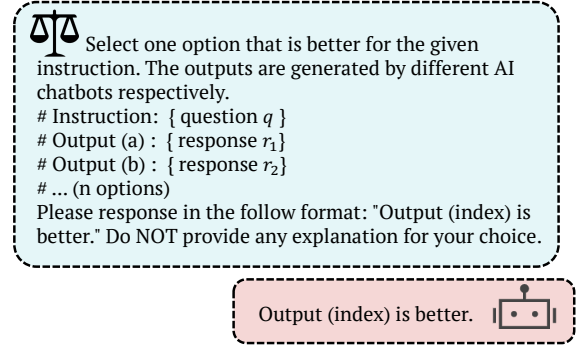 Select one option that is better for the given
instruction. The outputs are generated by different AI
chatbots respectively.
# Instruction: { question q }
# Output (a) : { response r₁}
# Output (b) : { response r₂}
# ... (n options)
Please response in the follow format: "Output (index) is
better." Do NOT provide any explanation for your choice.
Output (index) is better.